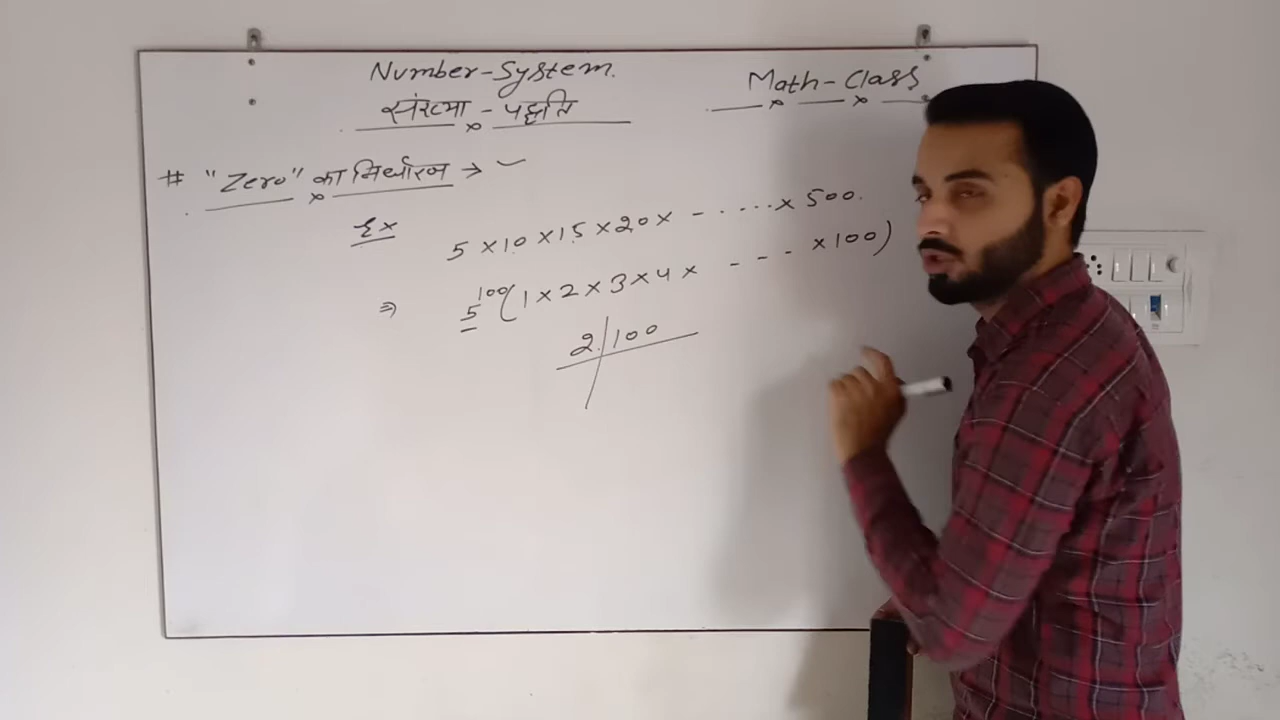 Number-System.
Math-Class
संख्या - पद्धति
# "Zero" का निर्धारण →
Ex
5 × 10 × 15 × 20 × - ..... × 500.
⇒ 5¹⁰⁰(1 × 2 × 3 × 4 × - - - × 100)
2 | 100